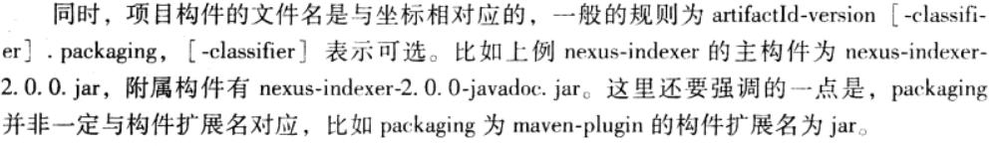 同时，项目构件的文件名是与坐标相对应的，一般的规则为 artifactId-version［-classifi-
er］. packaging，［-classifier］表示可选。比如上例 nexus-indexer 的主构件为 nexus-indexer-
2. 0. 0. jar，附属构件有 nexus-indexer-2. 0. 0-javadoc. jar。这里还要强调的一点是，packaging
并非一定与构件扩展名对应，比如 packaging 为 maven-plugin 的构件扩展名为 jar。